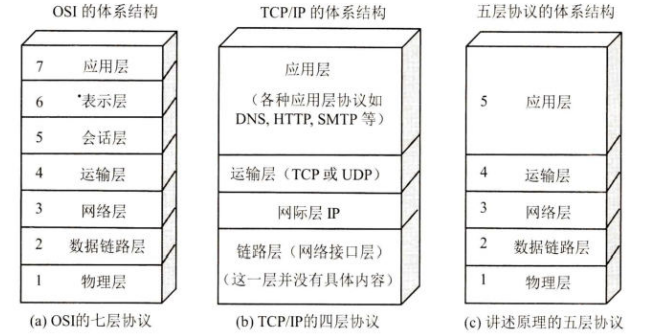 OSI 的体系结构
7 应用层
6 表示层
5 会话层
4 运输层
3 网络层
2 数据链路层
1 物理层
(a) OSI的七层协议
TCP/IP 的体系结构
应用层
（各种应用层协议如
DNS, HTTP, SMTP 等）
运输层（TCP 或 UDP）
网际层 IP
链路层（网络接口层）
（这一层并没有具体内容）
(b) TCP/IP的四层协议
五层协议的体系结构
5 应用层
4 运输层
3 网络层
2 数据链路层
1 物理层
(c) 讲述原理的五层协议